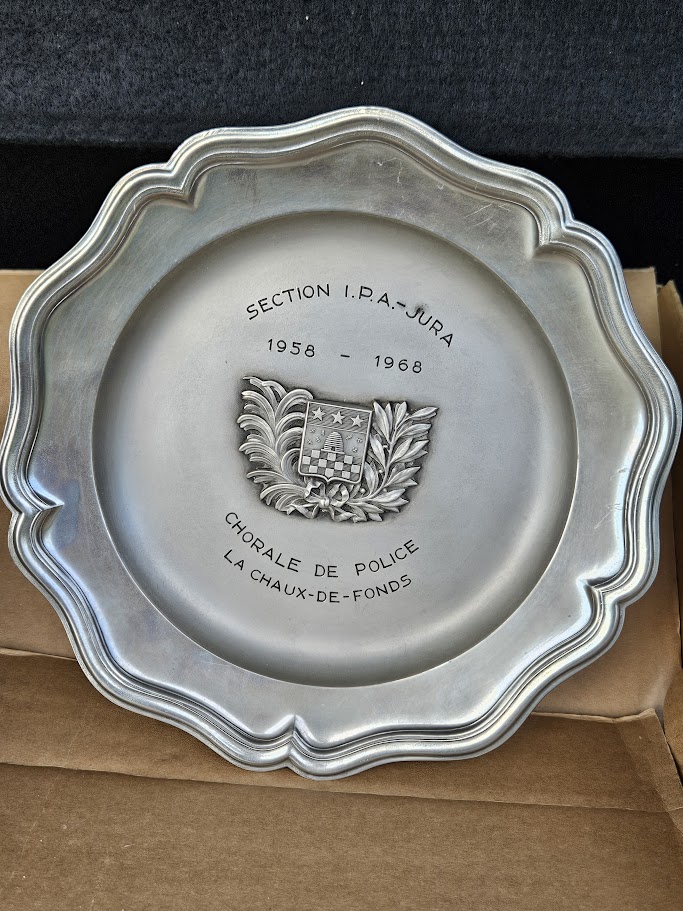 SECTION I.P.A.-JURA
1958 - 1968
CHORALE DE POLICE
LA CHAUX-DE-FONDS